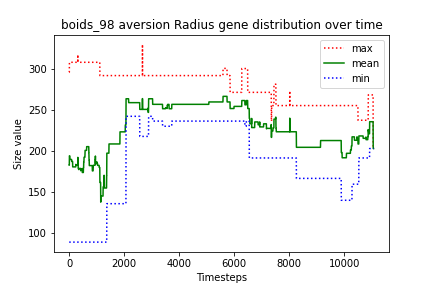 boids_98 aversion Radius gene distribution over time
max
mean
min
Size value
300
250
200
150
100
0
2000
4000
6000
8000
10000
Timesteps